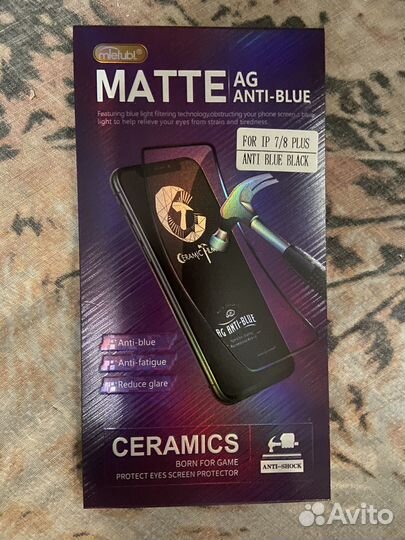 mietubl®
MATTE AG
ANTI-BLUE
Featuring blue light filtering technology,obstructing your phone screen,s blue
light to help relieve your eyes from strain and tiredness.
FOR IP 7/8 PLUS
ANTI BLUE BLACK
CERAMIC
AG ANTI-BLUE
Anti-blue
Anti-fatigue
Reduce glare
CERAMICS
BORN FOR GAME
PROTECT EYES SCREEN PROTECTOR
ANTI-SHOCK
Avito